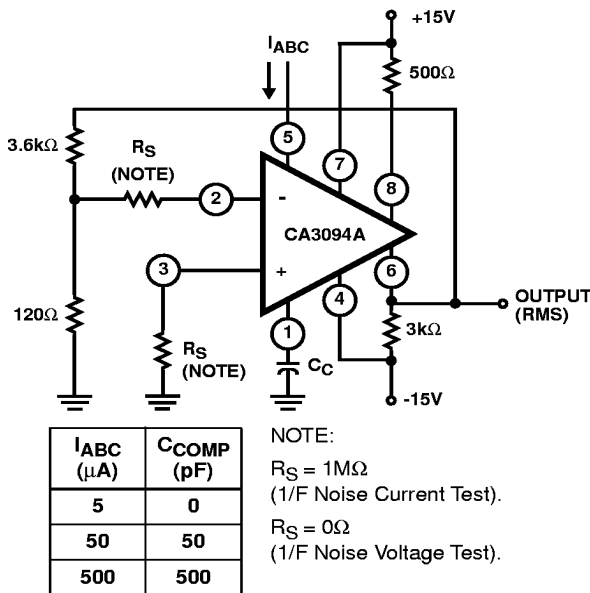 +15V
I_ABC
500Ω
3.6kΩ
R_S
(NOTE)
5
7
8
2
-
CA3094A
3
+
6
4
1
OUTPUT
(RMS)
120Ω
R_S
(NOTE)
C_C
3kΩ
-15V
I_ABC
(μA)
C_COMP
(pF)
5 0
50 50
500 500
NOTE:
R_S = 1MΩ
(1/F Noise Current Test).
R_S = 0Ω
(1/F Noise Voltage Test).